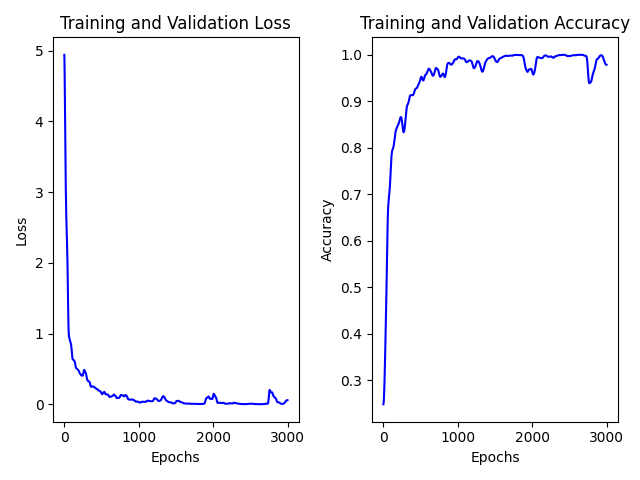 Training and Validation Loss
5
4
3
2
1
0
Loss
0 1000 2000 3000
Epochs
Training and Validation Accuracy
1.0
0.9
0.8
0.7
0.6
0.5
0.4
0.3
Accuracy
0 1000 2000 3000
Epochs